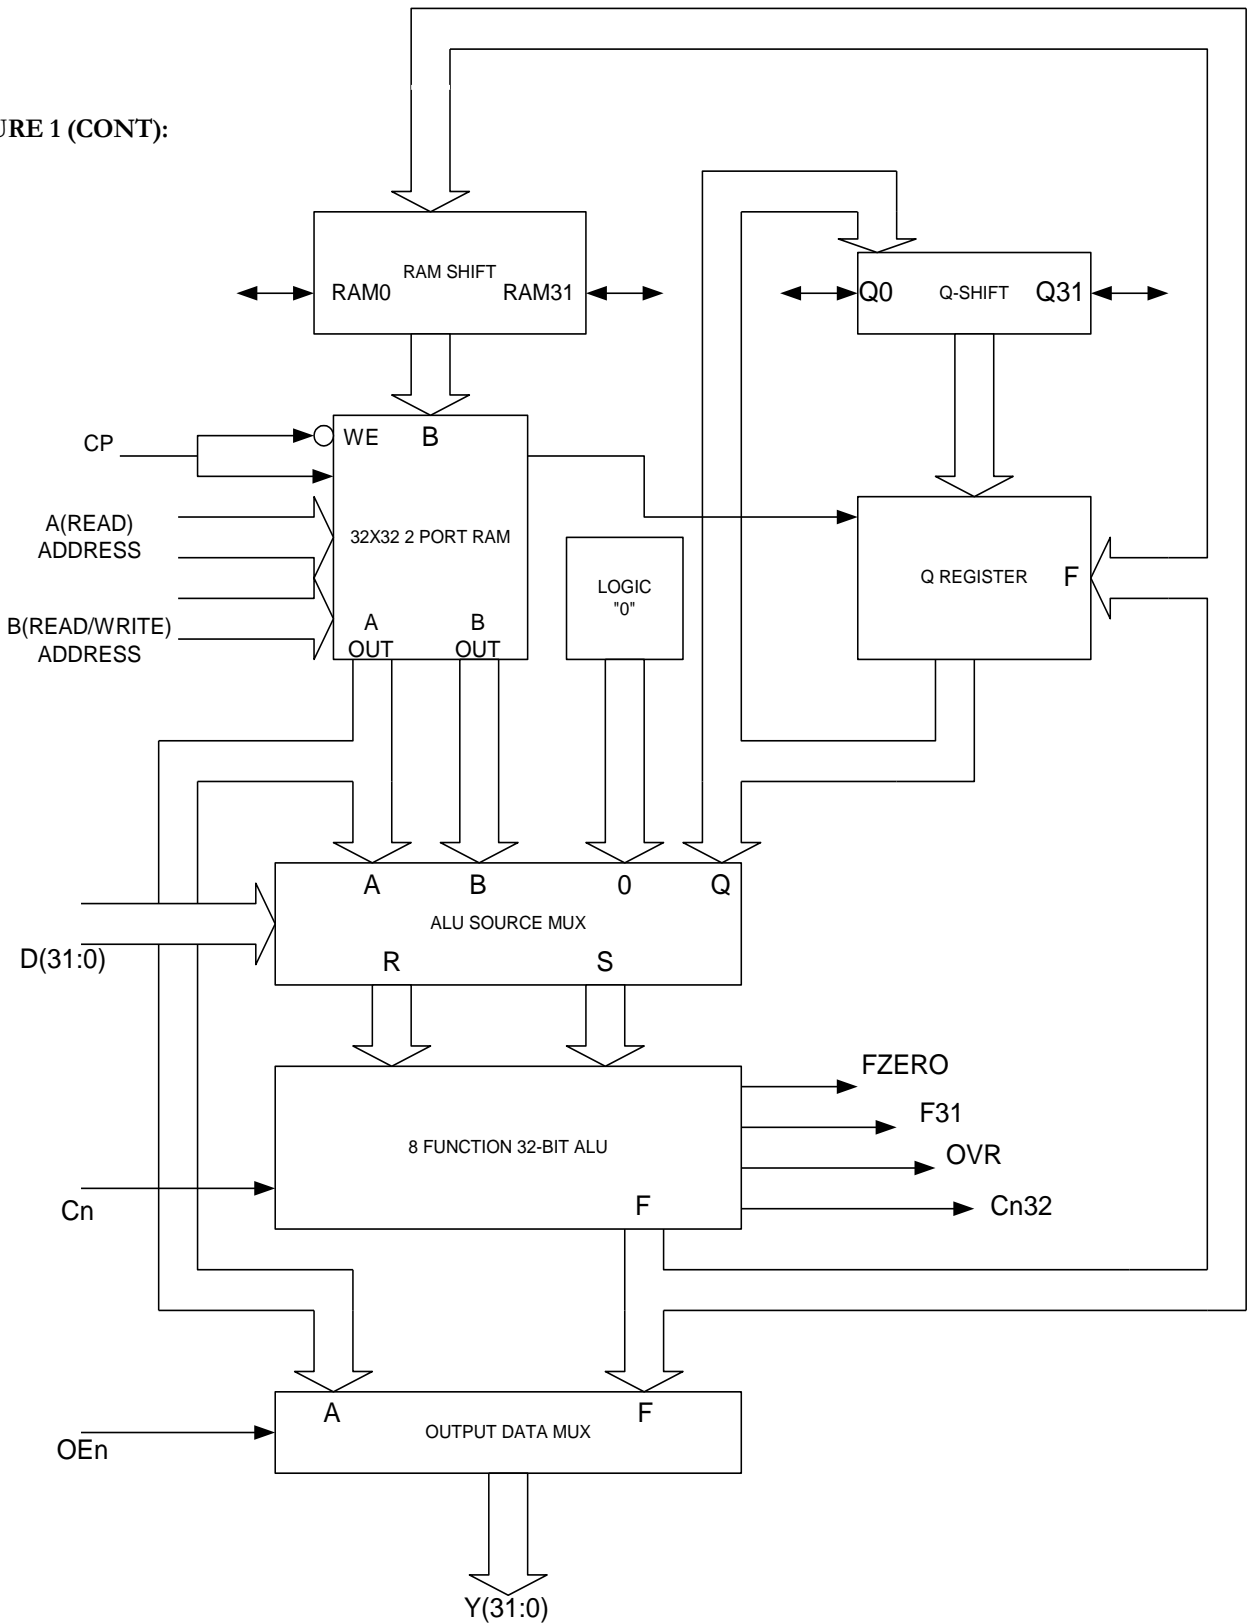 URE 1 (CONT):
RAM SHIFT
RAM0
RAM31
Q0
Q-SHIFT
Q31
CP
WE
B
A(READ)
ADDRESS
32X32 2 PORT RAM
B(READ/WRITE)
ADDRESS
A
OUT
B
OUT
LOGIC
"0"
Q REGISTER
F
A
B
0
Q
ALU SOURCE MUX
D(31:0)
R
S
FZERO
F31
OVR
Cn32
8 FUNCTION 32-BIT ALU
Cn
F
A
F
OUTPUT DATA MUX
OEn
Y(31:0)